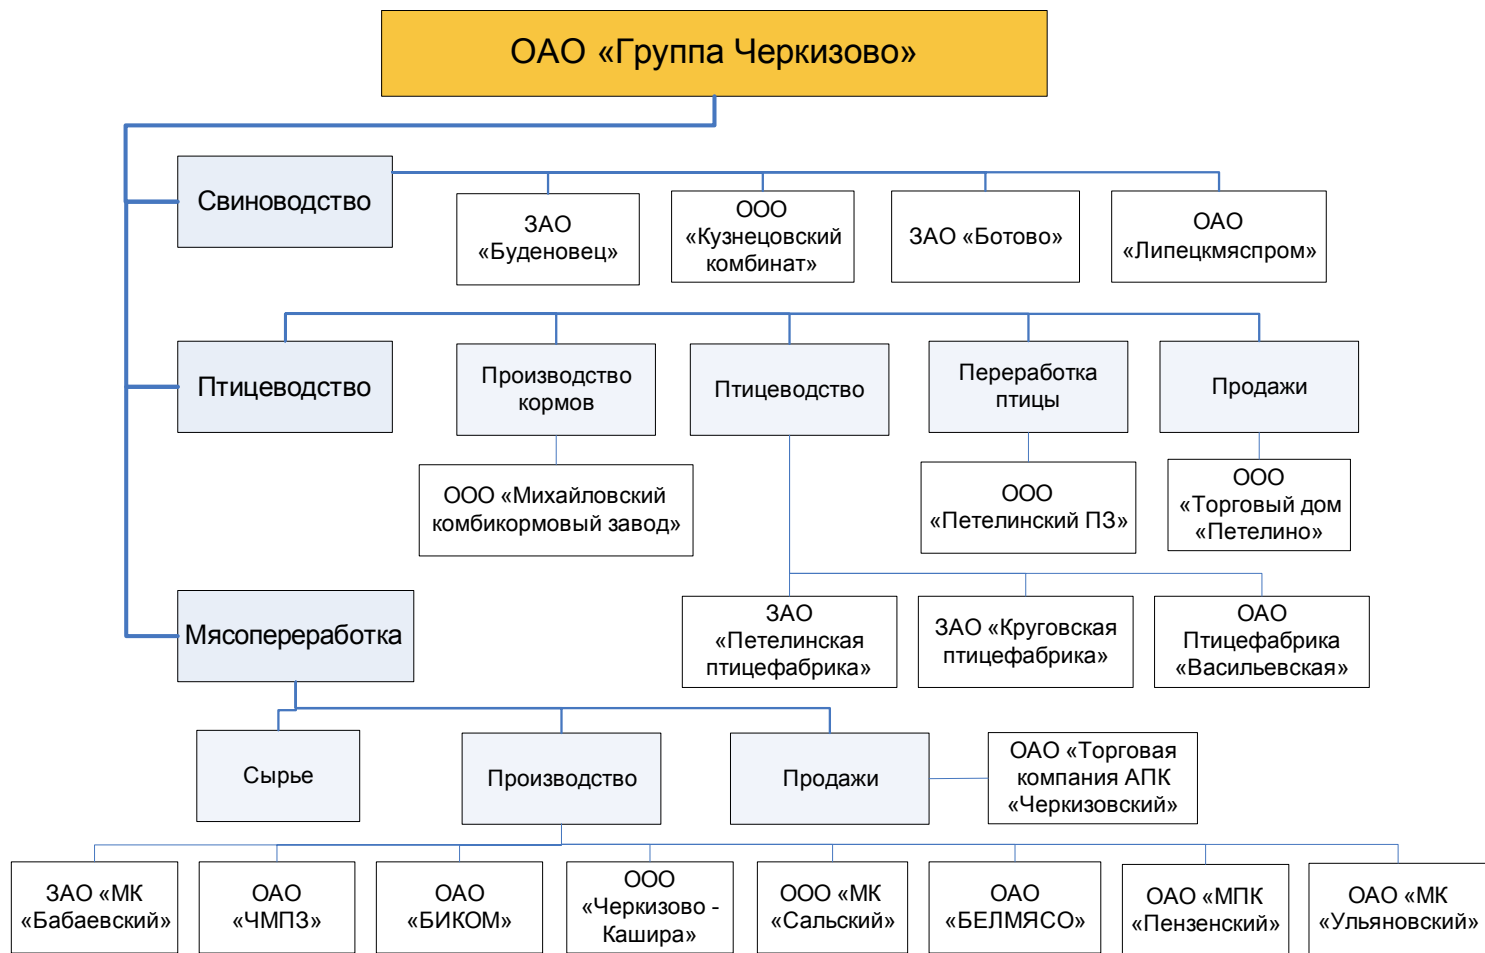 ОАО «Группа Черкизово»
Свиноводство
ЗАО
«Буденовец»
ООО
«Кузнецовский
комбинат»
ЗАО «Ботово»
ОАО
«Липецкмяспром»
Птицеводство
Производство
кормов
Птицеводство
Переработка
птицы
Продажи
ООО «Михайловский
комбикормовый завод»
ООО
«Петелинский ПЗ»
ООО
«Торговый дом
«Петелино»
ЗАО
«Петелинская
птицефабрика»
ЗАО «Круговская
птицефабрика»
ОАО
Птицефабрика
«Васильевская»
Мясопереработка
Сырье
Производство
Продажи
ОАО «Торговая
компания АПК
«Черкизовский»
ЗАО «МК
«Бабаевский»
ОАО
«ЧМПЗ»
ОАО
«БИКОМ»
ООО
«Черкизово -
Кашира»
ООО «МК
«Сальский»
ОАО
«БЕЛМЯСО»
ОАО «МПК
«Пензенский»
ОАО «МК
«Ульяновский»